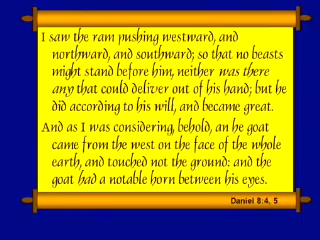 I saw the ram pushing westward, and
northward, and southward; so that no beasts
might stand before him, neither was there
any that could deliver out of his hand; but he
did according to his will, and became great.
And as I was considering, behold, an he goat
came from the west on the face of the whole
earth, and touched not the ground: and the
goat had a notable horn between his eyes.
Daniel 8:4, 5